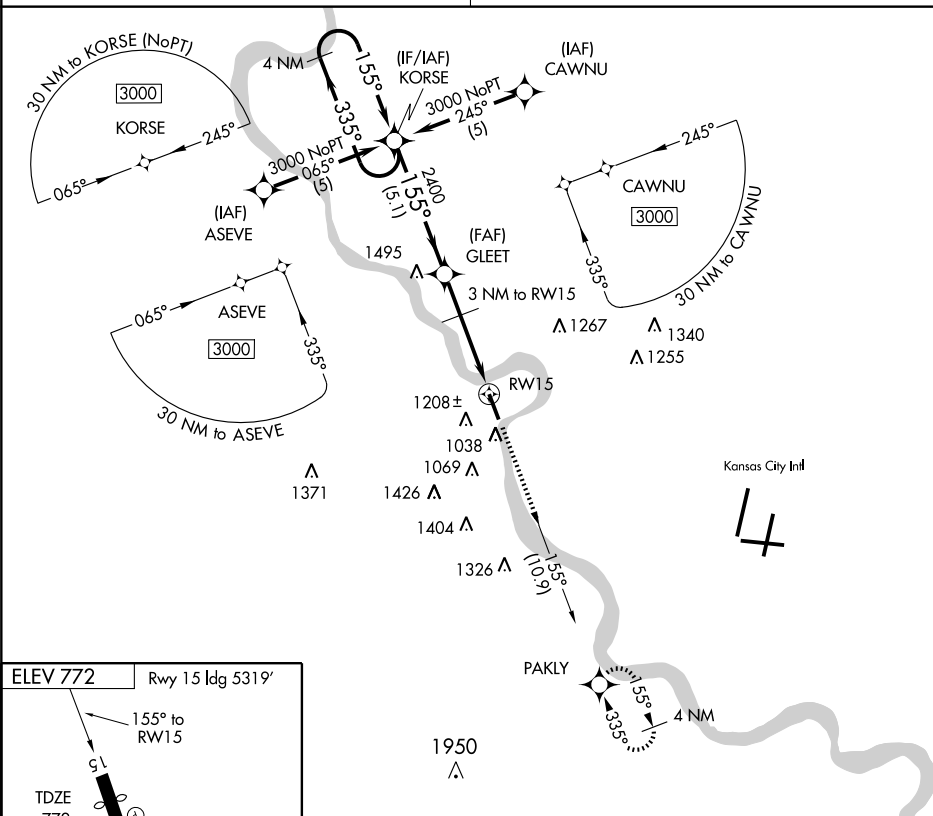 30 NM to KORSE (NoPT)
3000
KORSE
245°
065°
4 NM
155°
335°
(IF/IAF)
KORSE
(IAF)
CAWNU
3000 NoPT
245°
(5)
3000 NoPT
065°
(5)
(IAF)
ASEVE
2400
155°
(5.1)
(FAF)
GLEET
1495
3 NM to RW15
245°
CAWNU
3000
335°
30 NM to CAWNU
065°
ASEVE
3000
335°
30 NM to ASEVE
1267
1340
1255
RW15
1208±
1038
1069
1371
1426
1404
1326
155°
(10.9)
Kansas City Intl
PAKLY
155°
335°
4 NM
1950
ELEV 772
Rwy 15 ldg 5319'
155° to
RW15
15
TDZE